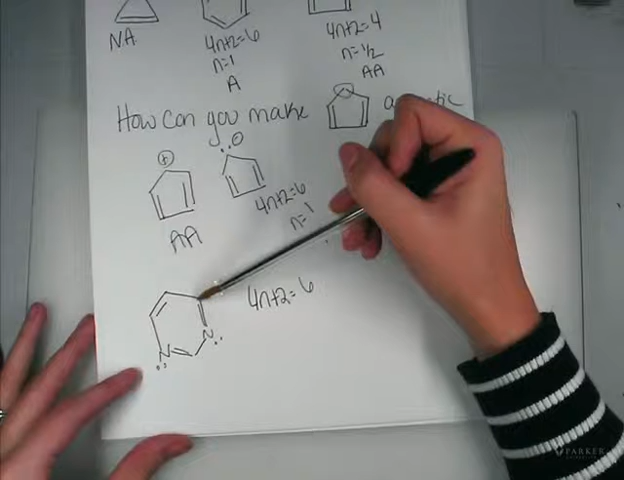 NA
4n+2=6
n=1
A
4n+2=4
n=1/2
AA
How can you make
⊕
⊖
4n+2=6
n=1
AA
4n+2=6
N
N
PARKER